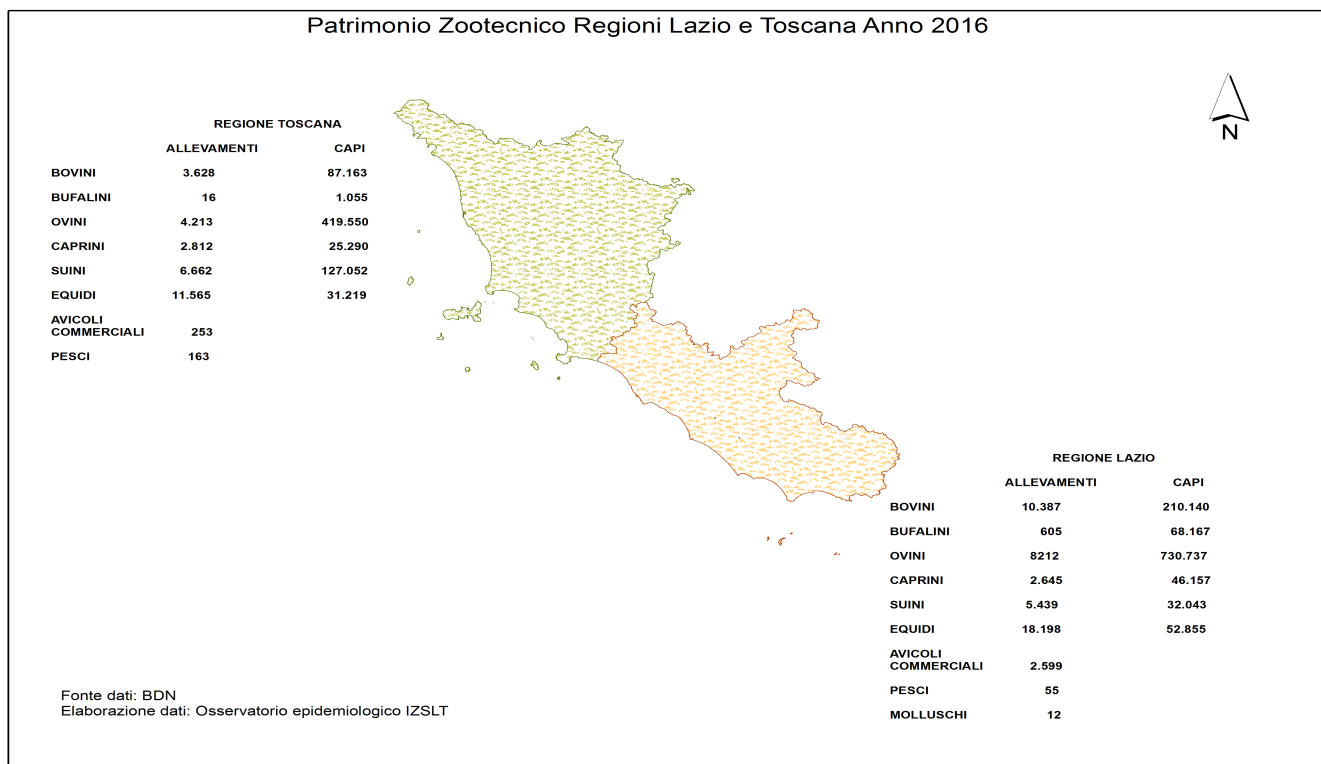 Patrimonio Zootecnico Regioni Lazio e Toscana Anno 2016
N
REGIONE TOSCANA
ALLEVAMENTI CAPI
BOVINI 3.628 87.163
BUFALINI 16 1.055
OVINI 4.213 419.550
CAPRINI 2.812 25.290
SUINI 6.662 127.052
EQUIDI 11.565 31.219
AVICOLI
COMMERCIALI 253
PESCI 163
REGIONE LAZIO
ALLEVAMENTI CAPI
BOVINI 10.387 210.140
BUFALINI 605 68.167
OVINI 8212 730.737
CAPRINI 2.645 46.157
SUINI 5.439 32.043
EQUIDI 18.198 52.855
AVICOLI
COMMERCIALI 2.599
PESCI 55
MOLLUSCHI 12
Fonte dati: BDN
Elaborazione dati: Osservatorio epidemiologico IZSLT